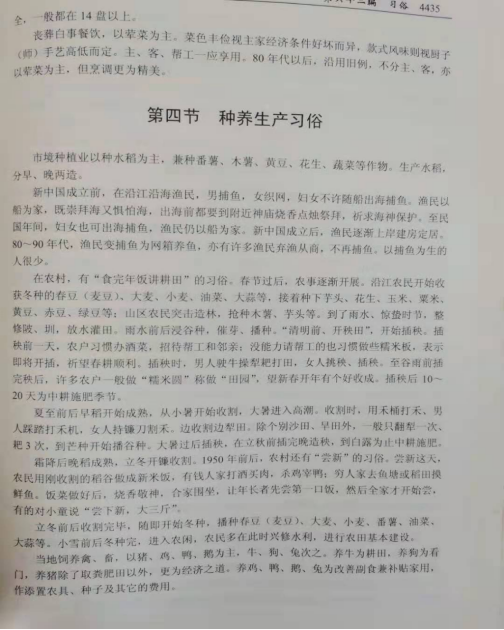 习俗 4435
全，一般都在 14 盘以上。
丧葬白事餐饮，以荤菜为主。菜色丰俭视主家经济条件好坏而异，款式风味则视厨子
（师）手艺高低而定。主、客、帮工一应享用。80 年代以后，沿用旧例，不分主、客，亦
以荤菜为主，但烹调更为精美。
第四节 种养生产习俗
市境种植业以种水稻为主，兼种番薯、木薯、黄豆、花生、蔬菜等作物。生产水稻，
分早、晚两造。
新中国成立前，在沿江沿海渔民，男捕鱼，女织网，妇女不许随船出海捕鱼。渔民以
船为家，既崇拜海又惧怕海，出海前都要到附近神庙烧香点烛祭拜，祈求海神保护。至民
国年间，妇女也可出海捕鱼，渔民仍以船为家。新中国成立后，渔民逐渐上岸建房定居。
80～90 年代，渔民变捕鱼为网箱养鱼，亦有许多渔民弃渔从商，不再捕鱼。以捕鱼为生的
人很少。
在农村，有“食完年饭讲耕田”的习俗。春节过后，农事逐渐开展。沿江农民开始收
获冬种的春豆（麦豆）、大麦、小麦、油菜、大蒜等，接着种下芋头、花生、玉米、粟米、
黄豆、赤豆、绿豆等；山区农民突击造林，抢种木薯、芋头等。到了雨水、惊蛰时节，整
修陂、圳，放水灌田。雨水前后浸谷种，催芽、播种。“清明前、开秧田”，开始插秧。插
秧前一天，农户习惯办酒菜，招待帮工和邻亲；没能力请帮工的也习惯做些糯米板，表示
即将开插，祈望春耕顺利。插秧时，男人驶牛操犁耙打田，女人挑秧、插秧。至谷雨前插
完秧后，许多农户一般做“糯米圆”称做“田园”，望新春开年有个好收成。插秧后 10～
20 天为中耕施肥季节。
夏至前后早稻开始成熟，从小暑开始收割，大暑进入高潮。收割时，用禾桶打禾、男
人踩踏打禾机，女人持镰刀割禾。边收割边犁田。除个别沙田、旱田外，一般只翻犁一次、
耙 3 次，到芒种开始播谷种。大暑过后插秧，在立秋前插完晚造秧，到白露为止中耕施肥。
霜降后晚稻成熟，立冬开镰收割。1950 年前后，农村还有“尝新”的习俗。尝新这天，
农民用刚收割的稻谷做成新米饭，有钱人家打酒买肉，杀鸡宰鸭；穷人家去鱼塘或稻田摸
鲜鱼。饭菜做好后，烧香敬神，合家围坐，让年长者先尝第一口饭，然后全家才开始尝，
有的对小童说“尝下新，大三斤”。
立冬前后收割完毕，随即开始冬种，播种春豆（麦豆）、大麦、小麦、番薯、油菜、
大蒜等。小雪前后冬种完，进入农闲，农民多在此时兴修水利，进行农田基本建设。
当地饲养禽、畜，以猪、鸡、鸭、鹅为主，牛、狗、兔次之。养牛为耕田，养狗为看
门，养猪除了取粪肥田以外，更为经济之道。养鸡、鸭、鹅、兔为改善副食兼补贴家用，
作添置农具、种子及其它的费用。